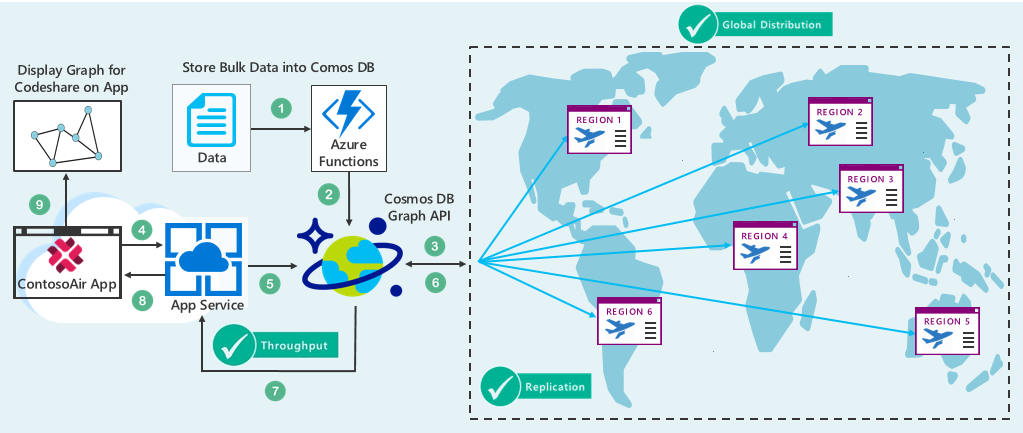 Global Distribution
Display Graph for
Codeshare on App
Store Bulk Data into Comos DB
1
Data
Azure
Functions
2
Cosmos DB
Graph API
3
6
9
4
ContosoAir App
8
App Service
5
Throughput
7
REGION 1
REGION 2
REGION 3
REGION 4
REGION 5
REGION 6
Replication